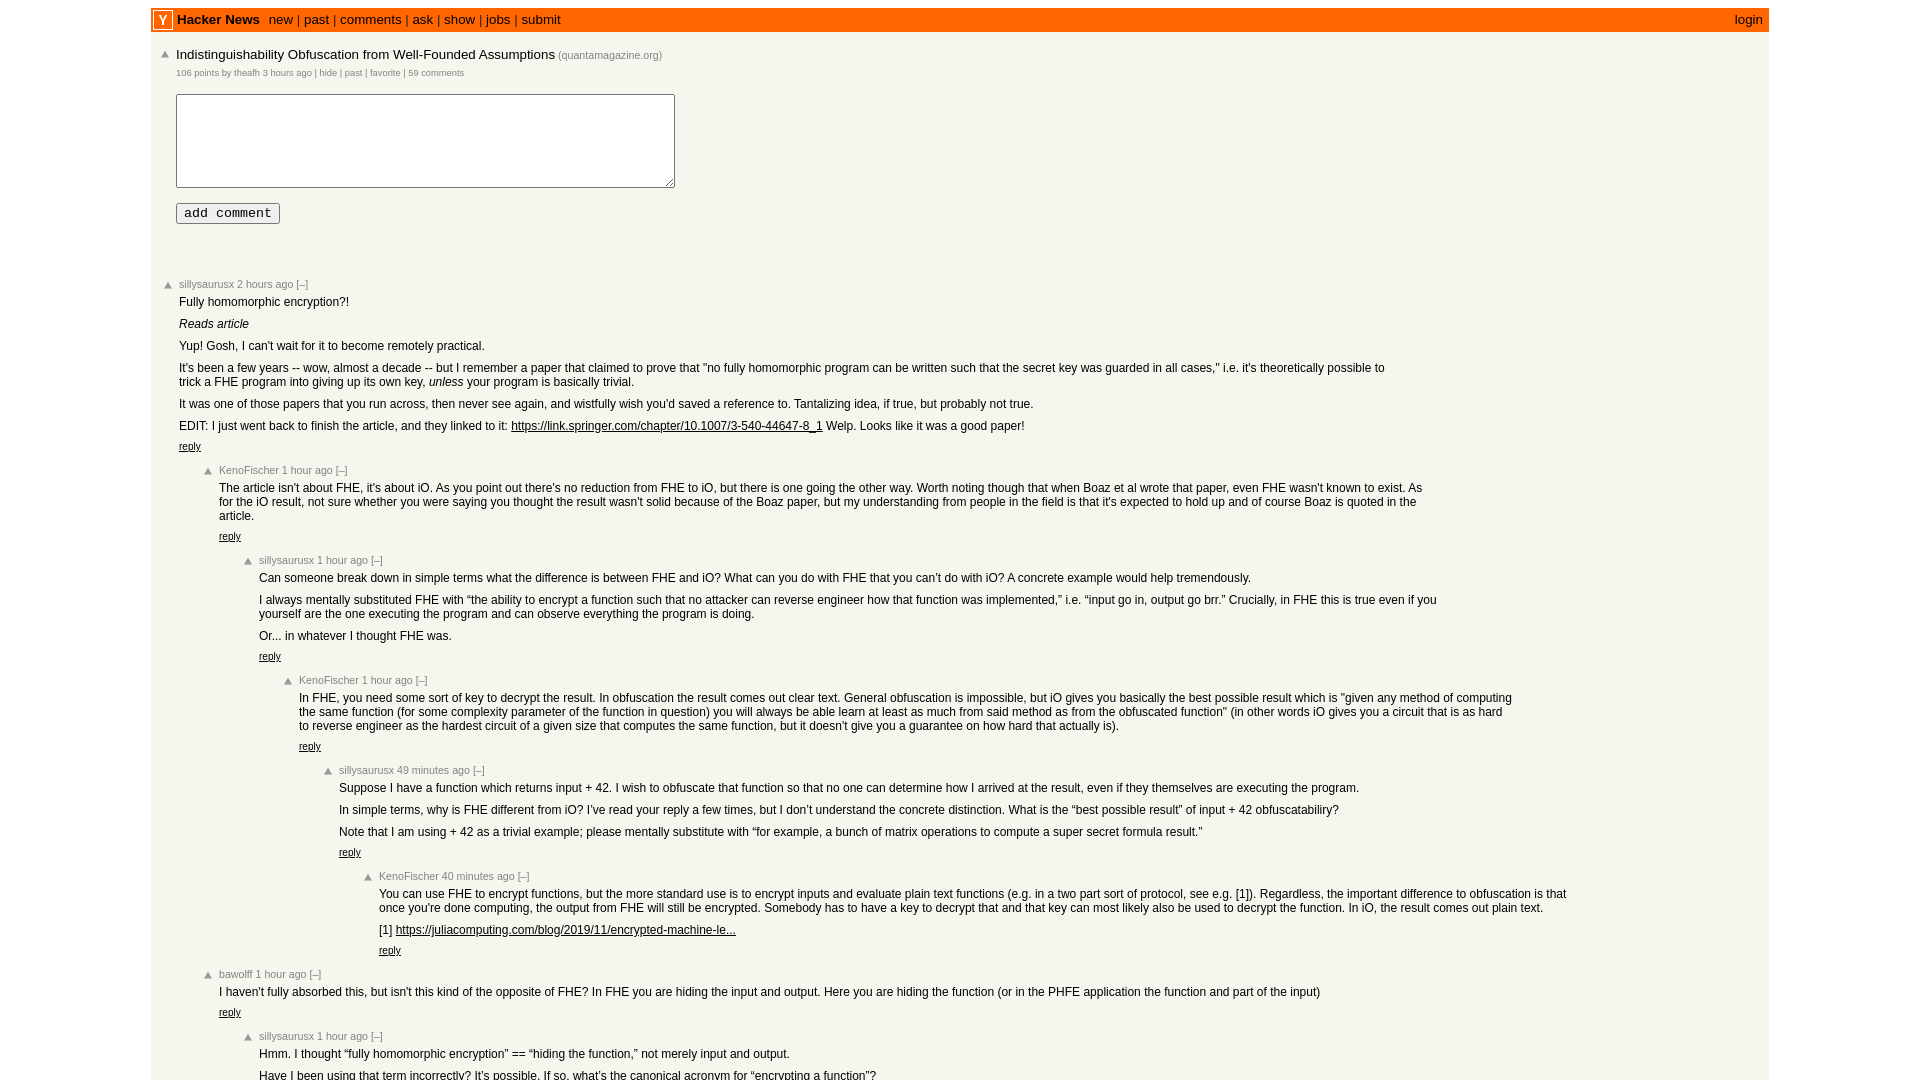 Y Hacker News new | past | comments | ask | show | jobs | submit login
Indistinguishability Obfuscation from Well-Founded Assumptions (quantamagazine.org)
106 points by theafh 3 hours ago | hide | past | favorite | 59 comments
add comment
sillysaurusx 2 hours ago [–]
Fully homomorphic encryption?!
Reads article
Yup! Gosh, I can't wait for it to become remotely practical.
It's been a few years -- wow, almost a decade -- but I remember a paper that claimed to prove that "no fully homomorphic program can be written such that the secret key was guarded in all cases," i.e. it's theoretically possible to
trick a FHE program into giving up its own key, unless your program is basically trivial.
It was one of those papers that you run across, then never see again, and wistfully wish you'd saved a reference to. Tantalizing idea, if true, but probably not true.
EDIT: I just went back to finish the article, and they linked to it: https://link.springer.com/chapter/10.1007/3-540-44647-8_1 Welp. Looks like it was a good paper!
reply
KenoFischer 1 hour ago [–]
The article isn't about FHE, it's about iO. As you point out there's no reduction from FHE to iO, but there is one going the other way. Worth noting though that when Boaz et al wrote that paper, even FHE wasn't known to exist. As
for the iO result, not sure whether you were saying you thought the result wasn't solid because of the Boaz paper, but my understanding from people in the field is that it's expected to hold up and of course Boaz is quoted in the
article.
reply
sillysaurusx 1 hour ago [–]
Can someone break down in simple terms what the difference is between FHE and iO? What can you do with FHE that you can’t do with iO? A concrete example would help tremendously.
I always mentally substituted FHE with “the ability to encrypt a function such that no attacker can reverse engineer how that function was implemented,” i.e. “input go in, output go brr.” Crucially, in FHE this is true even if you
yourself are the one executing the program and can observe everything the program is doing.
Or... in whatever I thought FHE was.
reply
KenoFischer 1 hour ago [–]
In FHE, you need some sort of key to decrypt the result. In obfuscation the result comes out clear text. General obfuscation is impossible, but iO gives you basically the best possible result which is "given any method of computing
the same function (for some complexity parameter of the function in question) you will always be able learn at least as much from said method as from the obfuscated function" (in other words iO gives you a circuit that is as hard
to reverse engineer as the hardest circuit of a given size that computes the same function, but it doesn't give you a guarantee on how hard that actually is).
reply
sillysaurusx 49 minutes ago [–]
Suppose I have a function which returns input + 42. I wish to obfuscate that function so that no one can determine how I arrived at the result, even if they themselves are executing the program.
In simple terms, why is FHE different from iO? I’ve read your reply a few times, but I don’t understand the concrete distinction. What is the “best possible result” of input + 42 obfuscatabiliry?
Note that I am using + 42 as a trivial example; please mentally substitute with “for example, a bunch of matrix operations to compute a super secret formula result.”
reply
KenoFischer 40 minutes ago [–]
You can use FHE to encrypt functions, but the more standard use is to encrypt inputs and evaluate plain text functions (e.g. in a two part sort of protocol, see e.g. [1]). Regardless, the important difference to obfuscation is that
once you're done computing, the output from FHE will still be encrypted. Somebody has to have a key to decrypt that and that key can most likely also be used to decrypt the function. In iO, the result comes out plain text.
[1] https://juliacomputing.com/blog/2019/11/encrypted-machine-le...
reply
bawolff 1 hour ago [–]
I haven't fully absorbed this, but isn't this kind of the opposite of FHE? In FHE you are hiding the input and output. Here you are hiding the function (or in the PHFE application the function and part of the input)
reply
sillysaurusx 1 hour ago [–]
Hmm. I thought “fully homomorphic encryption” == “hiding the function,” not merely input and output.
Have I been using that term incorrectly? It’s possible. If so, what’s the canonical acronym for “encrypting a function”?